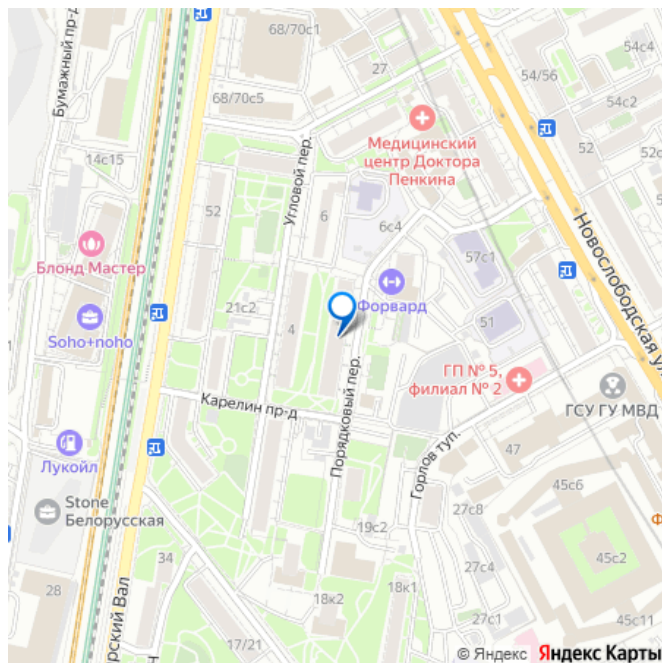 Бумажный пр-д
68/70с1
27
54с4
54/56
68/70с5
54с2
Медицинский
центр Доктора
Пенкина
14с15
52
Угловой пер.
52
6
6с4
Блонд Мастер
57с1
Новослободская ул.
Форвард
21с2
Soho+noho
4
51
ГП № 5,
филиал № 2
ГСУ ГУ МВД
Карелин пр-д
Порядковый пер.
Лукойл
Горлов туп.
47
45с6
Stone
Белорусская
19с2
27с8
34
45с2
27с4
28
18к1
18к2
27с1
45с11
17/21
© Яндекс Яндекс Карты